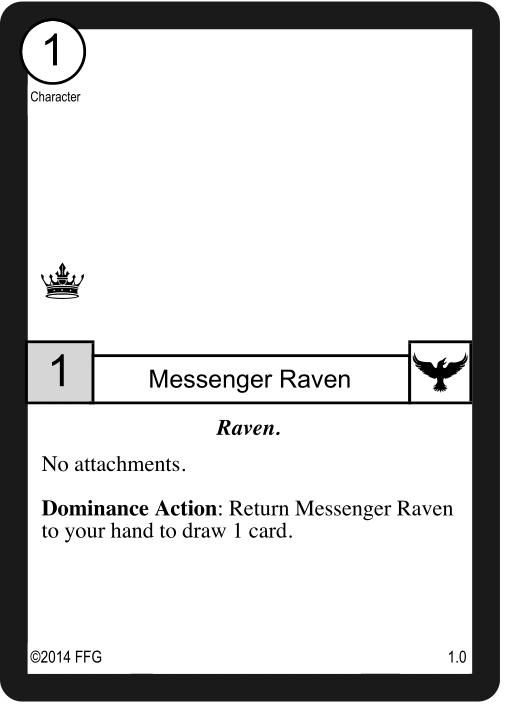 1
Character
1
Messenger Raven
Raven.
No attachments.
Dominance Action: Return Messenger Raven
to your hand to draw 1 card.
©2014 FFG
1.0